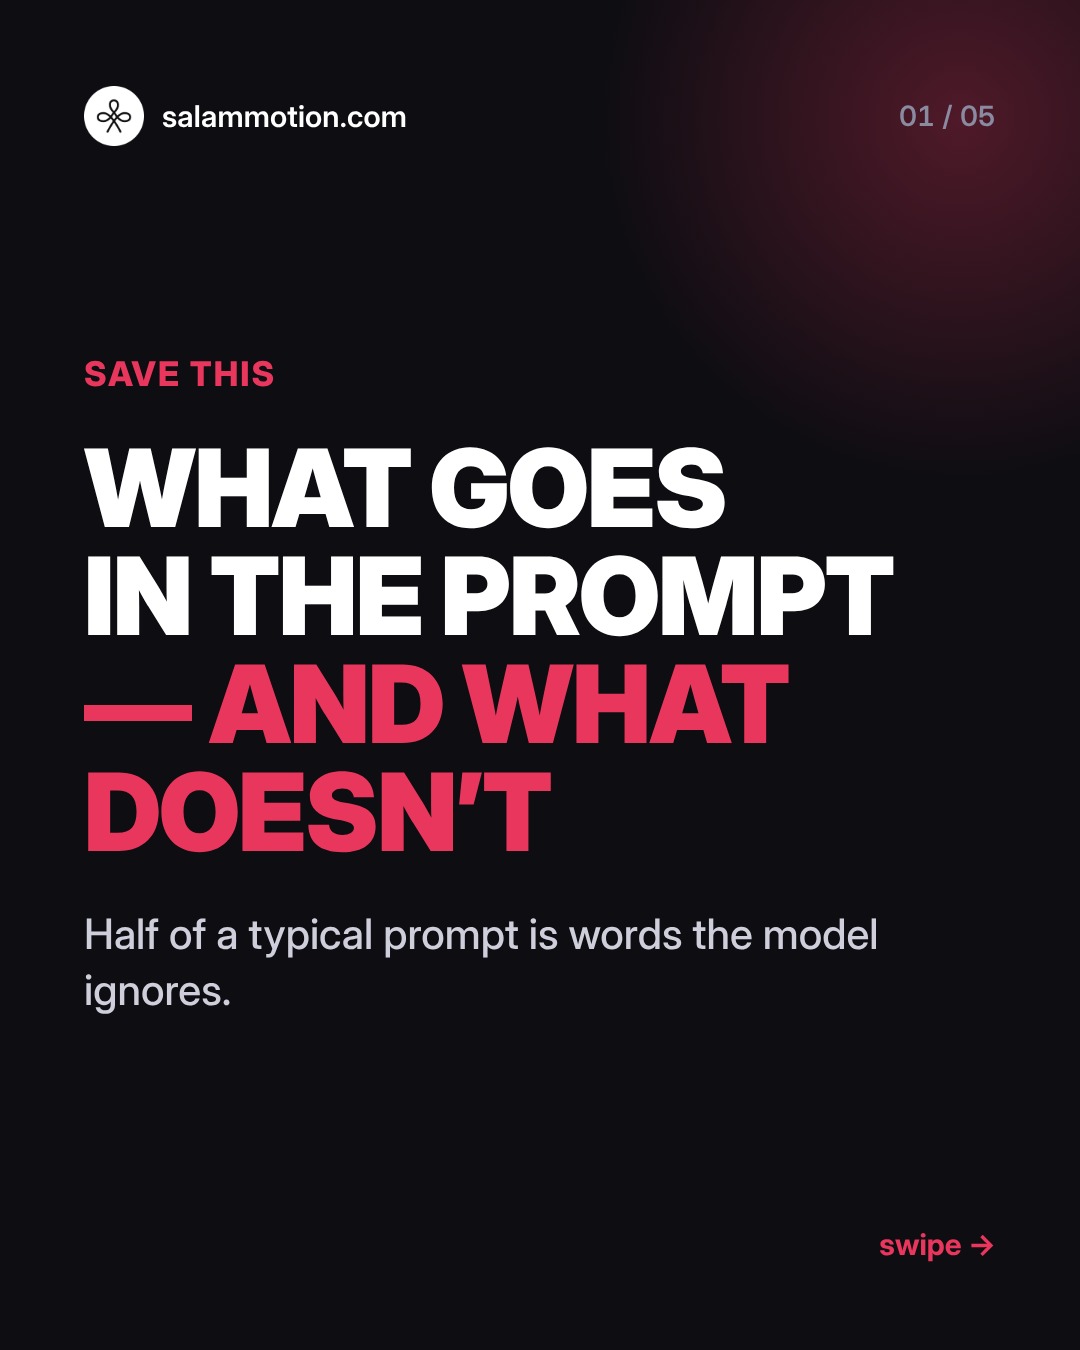 salammotion.com
01 / 05
SAVE THIS
WHAT GOES
IN THE PROMPT
— AND WHAT
DOESN’T
Half of a typical prompt is words the model
ignores.
swipe →